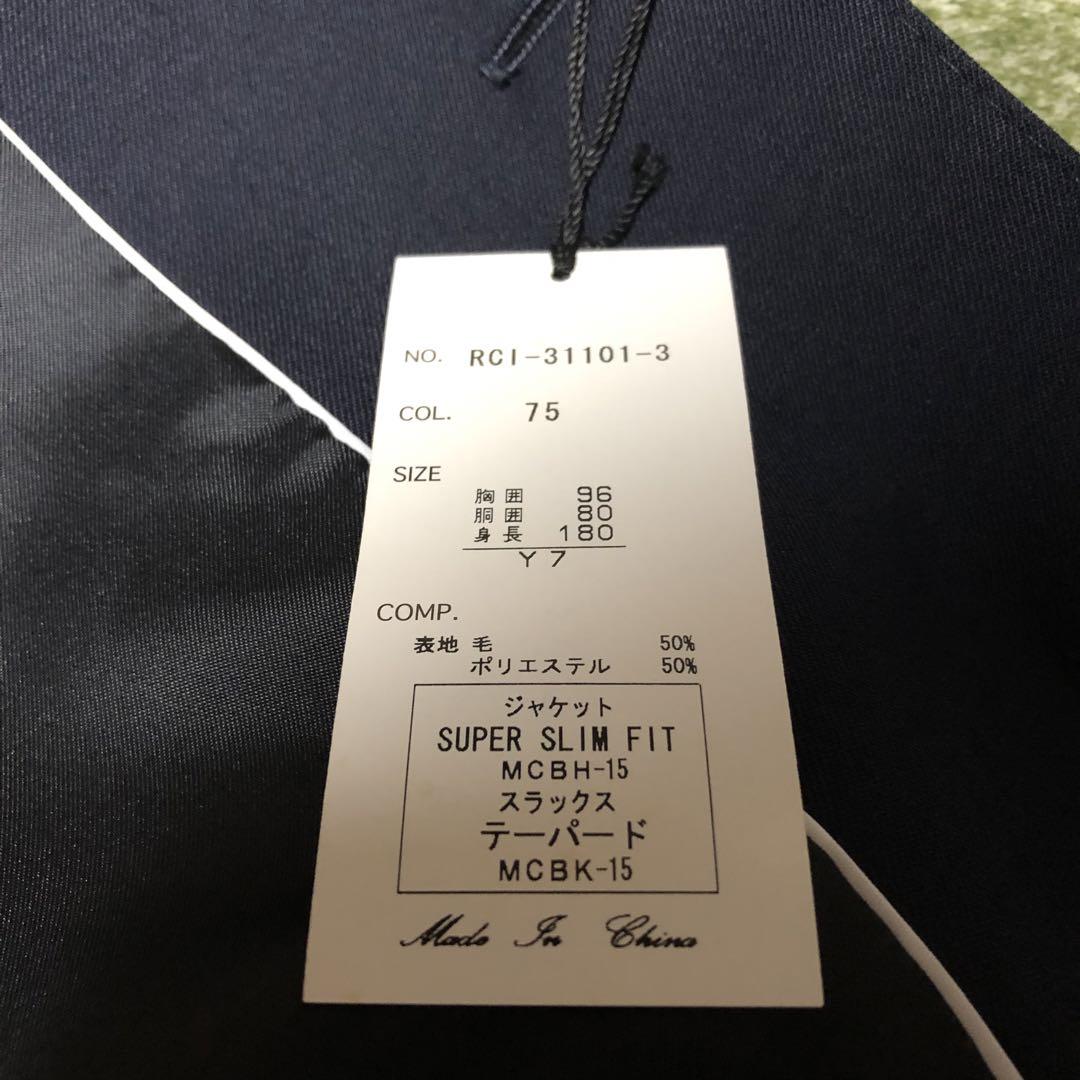 NO. RCI-31101-3
COL. 75
SIZE
胸囲 96
胴囲 80
身長 180
Y7
COMP.
表地 毛 50%
ポリエステル 50%
ジャケット
SUPER SLIM FIT
MCBH-15
スラックス
テーパード
MCBK-15
Made In China